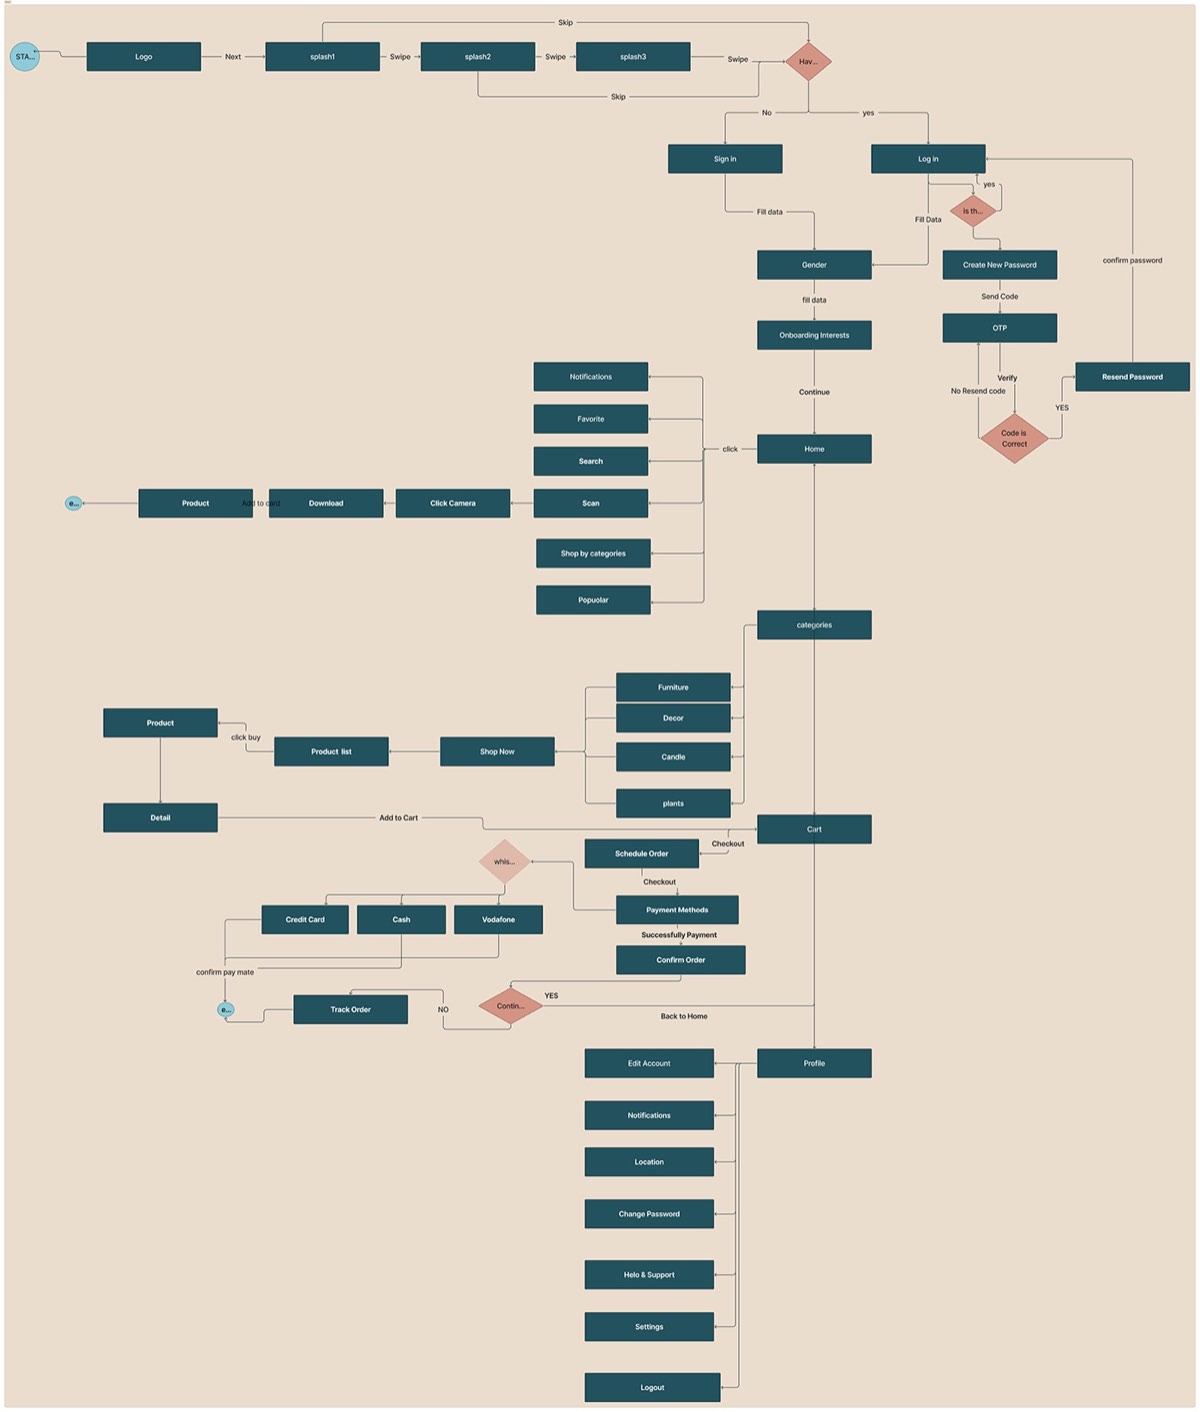 Skip
STA...
Logo
Next
splash1
Swipe
splash2
Swipe
splash3
Swipe
Hav...
Skip
No
yes
Sign in
Log in
yes
Is th...
Fill data
Fill Data
Gender
Create New Password
confirm password
fill data
Send Code
Onboarding Interests
OTP
Notifications
Verify
Resend Password
Continue
No Resend code
YES
Favorite
Code is
Correct
click
Home
Search
e...
Product
Add to card
Download
Click Camera
Scan
Shop by categories
Popuolar
categories
Furniture
Decor
Product
click buy
Product list
Shop Now
Candle
plants
Detail
Add to Cart
Cart
Checkout
Schedule Order
whis...
Checkout
Credit Card
Cash
Vodafone
Payment Methods
Successfully Payment
Confirm Order
confirm pay mate
YES
e...
Track Order
NO
Contin...
Back to Home
Edit Account
Profile
Notifications
Location
Change Password
Helo & Support
Settings
Logout